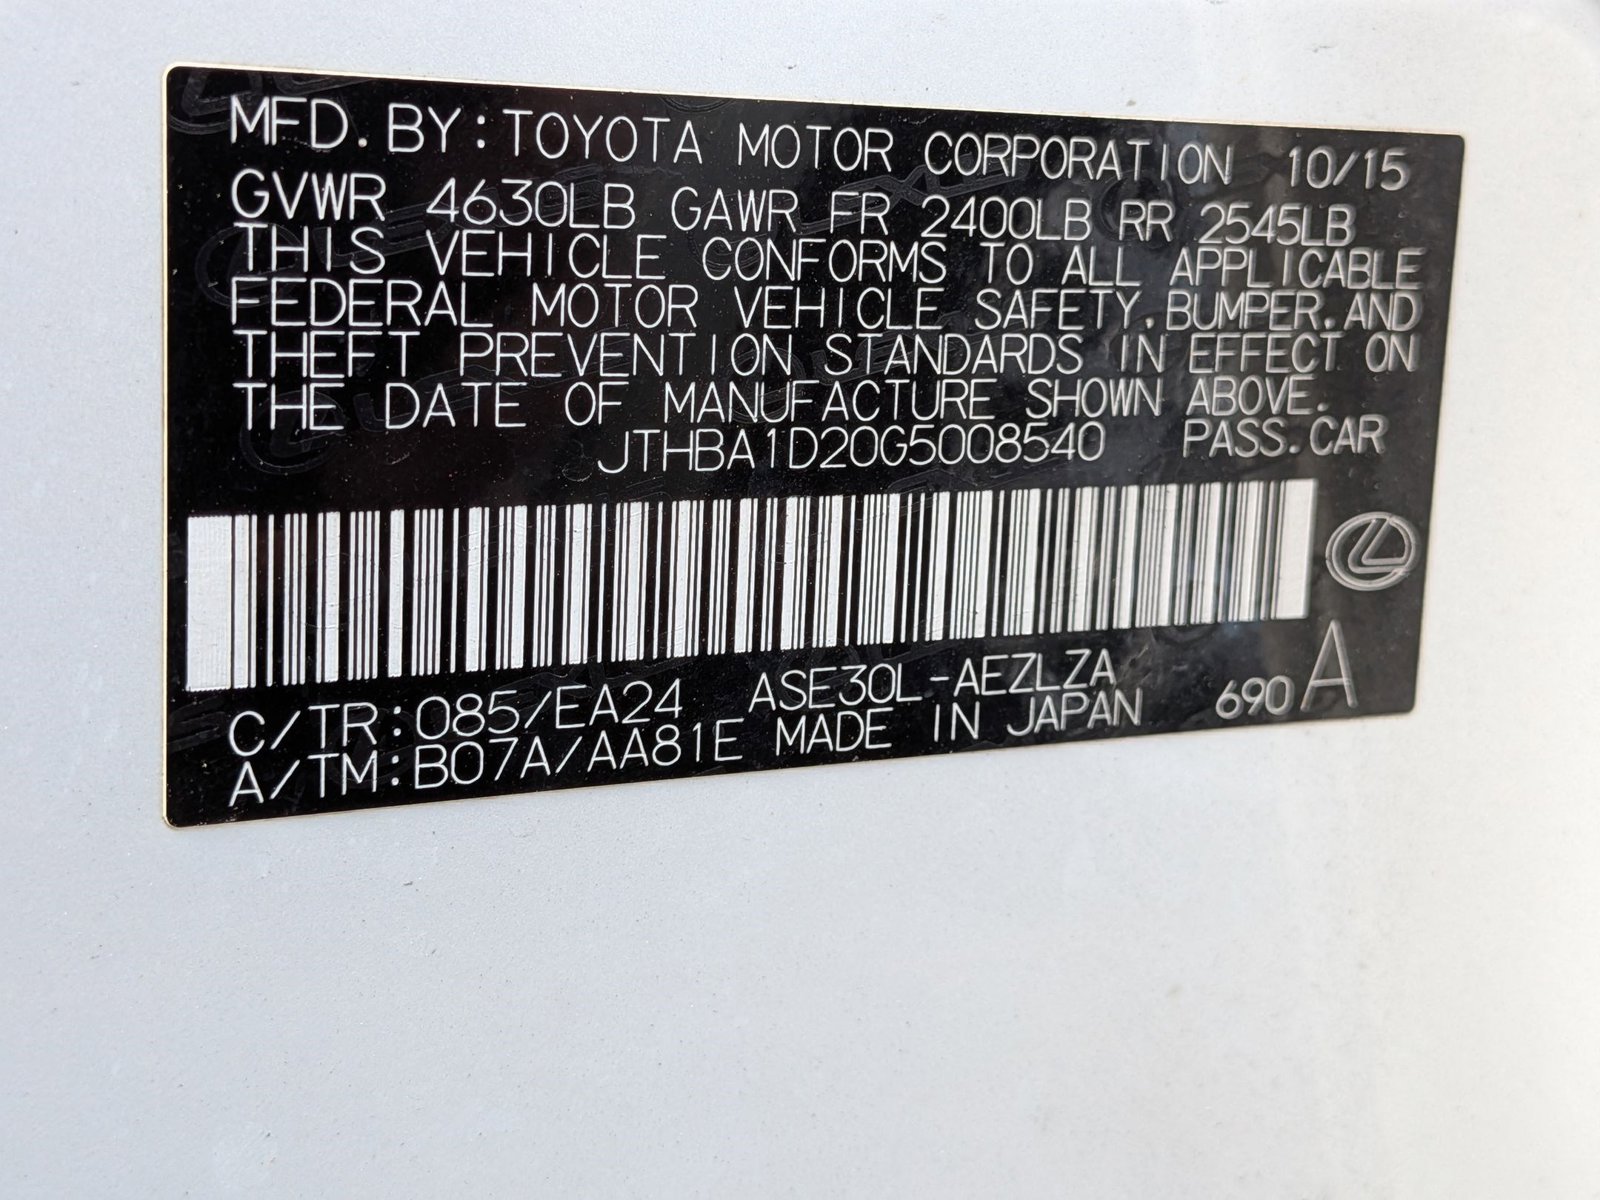 MFD. BY: TOYOTA MOTOR CORPORATION 10/15
GVWR 4630LB GAWR FR 2400LB RR 2545LB
THIS VEHICLE CONFORMS TO ALL APPLICABLE
FEDERAL MOTOR VEHICLE SAFETY. BUMPER. AND
THEFT PREVENTION STANDARDS IN EFFECT ON
THE DATE OF MANUFACTURE SHOWN ABOVE.
JTHBA1D20G5008540 PASS. CAR
C/TR: 085/EA24 ASE30L-AEZLZA
A/TM: B07A/AA81E MADE IN JAPAN 690 A